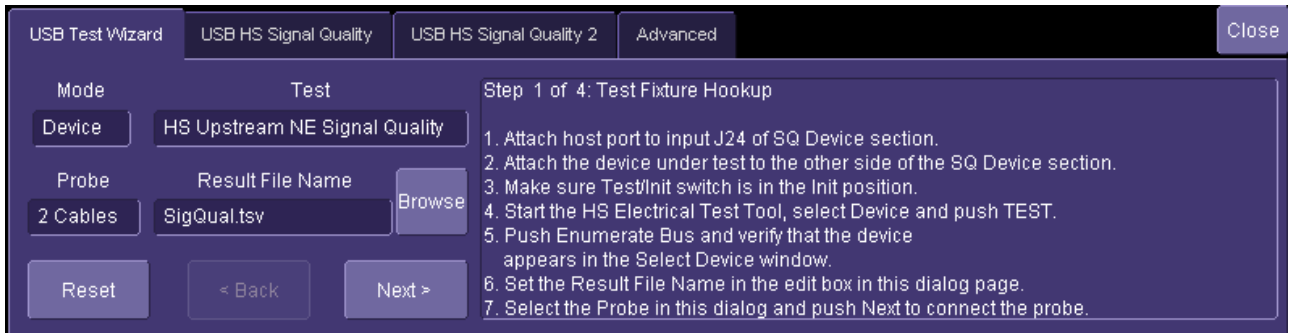 USB Test Wizard USB HS Signal Quality USB HS Signal Quality 2 Advanced Close
Mode Test
Device HS Upstream NE Signal Quality
Probe Result File Name
2 Cables SigQual.tsv Browse
Reset < Back Next >
Step 1 of 4: Test Fixture Hookup
1. Attach host port to input J24 of SQ Device section.
2. Attach the device under test to the other side of the SQ Device section.
3. Make sure Test/Init switch is in the Init position.
4. Start the HS Electrical Test Tool, select Device and push TEST.
5. Push Enumerate Bus and verify that the device
appears in the Select Device window.
6. Set the Result File Name in the edit box in this dialog page.
7. Select the Probe in this dialog and push Next to connect the probe.